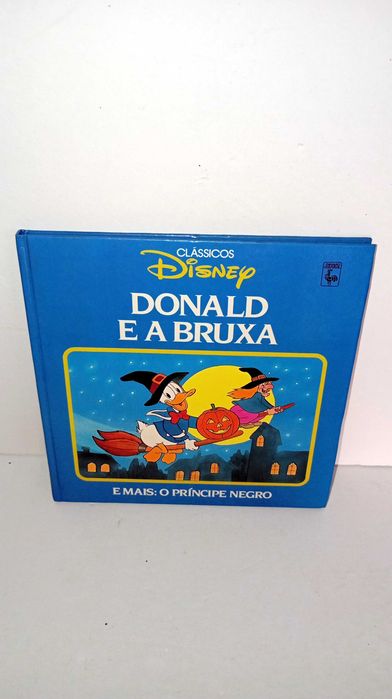 CLÁSSICOS
Disney
DONALD
E A BRUXA
E MAIS: O PRÍNCIPE NEGRO